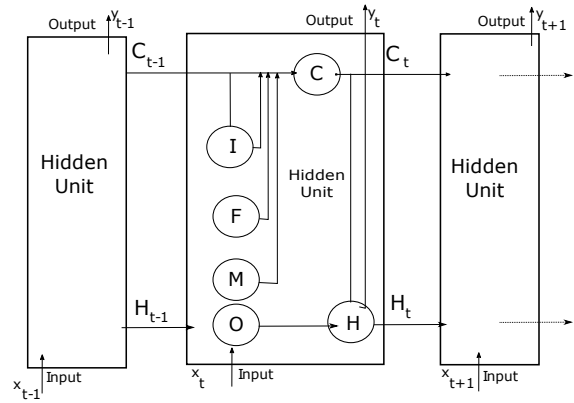 Output y t-1
Output y t
Output y t+1
C t-1
C
C t
I
Hidden
Unit
Hidden
Unit
Hidden
Unit
F
M
H t-1
O
H
H t
x t-1
Input
x t
Input
x t+1
Input